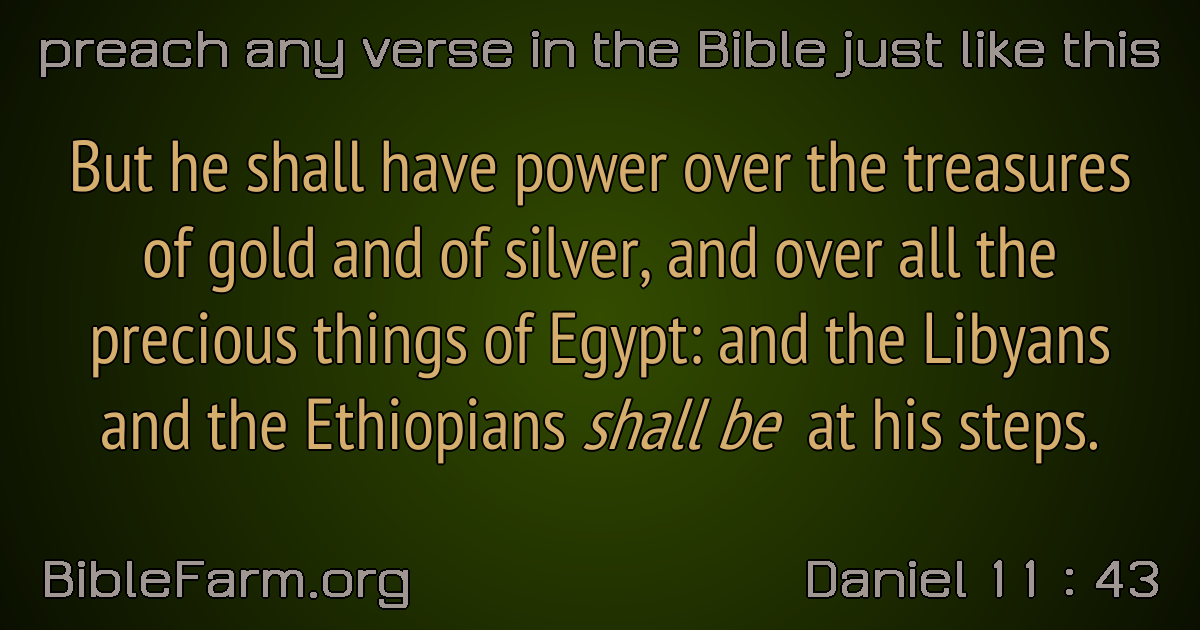 preach any verse in the Bible just like this
But he shall have power over the treasures
of gold and of silver, and over all the
precious things of Egypt: and the Libyans
and the Ethiopians shall be at his steps.
BibleFarm.org
Daniel 11 : 43